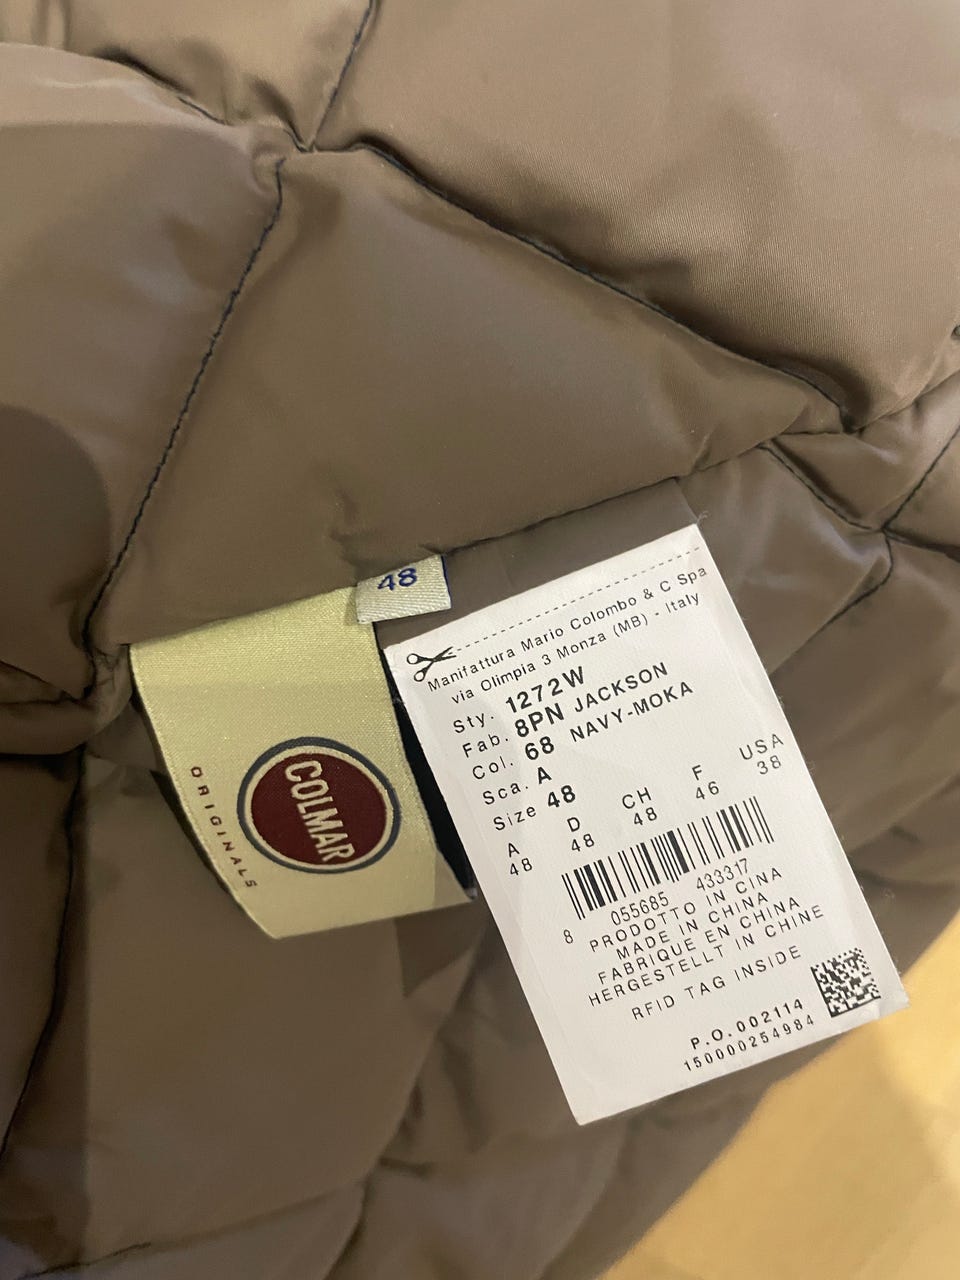 48
COLMAR
ORIGINALS
Manifattura Mario Colombo & C Spa
via Olimpia 3 Monza (MB) - Italy
Sty. 1272W
Fab. 8PN JACKSON
Col. 68 NAVY-MOKA
Sca. A
Size 48
A D CH F USA
48 48 48 46 38
8 055685 433317
PRODOTTO IN CINA
MADE IN CHINA
FABRIQUE EN CHINA
HERGESTELLT IN CHINE
RFID TAG INSIDE
P.O.002114
150000254984